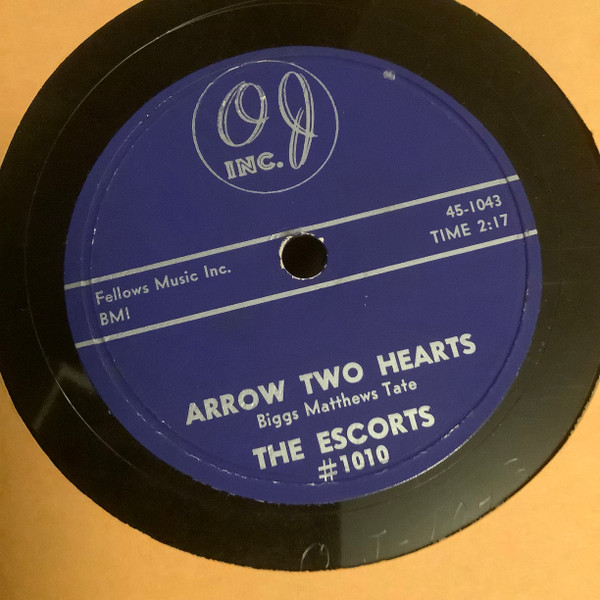 OJ
INC.
45-1043
TIME 2:17
Fellows Music Inc.
BMI
ARROW TWO HEARTS
Biggs Matthews Tate
THE ESCORTS
#1010